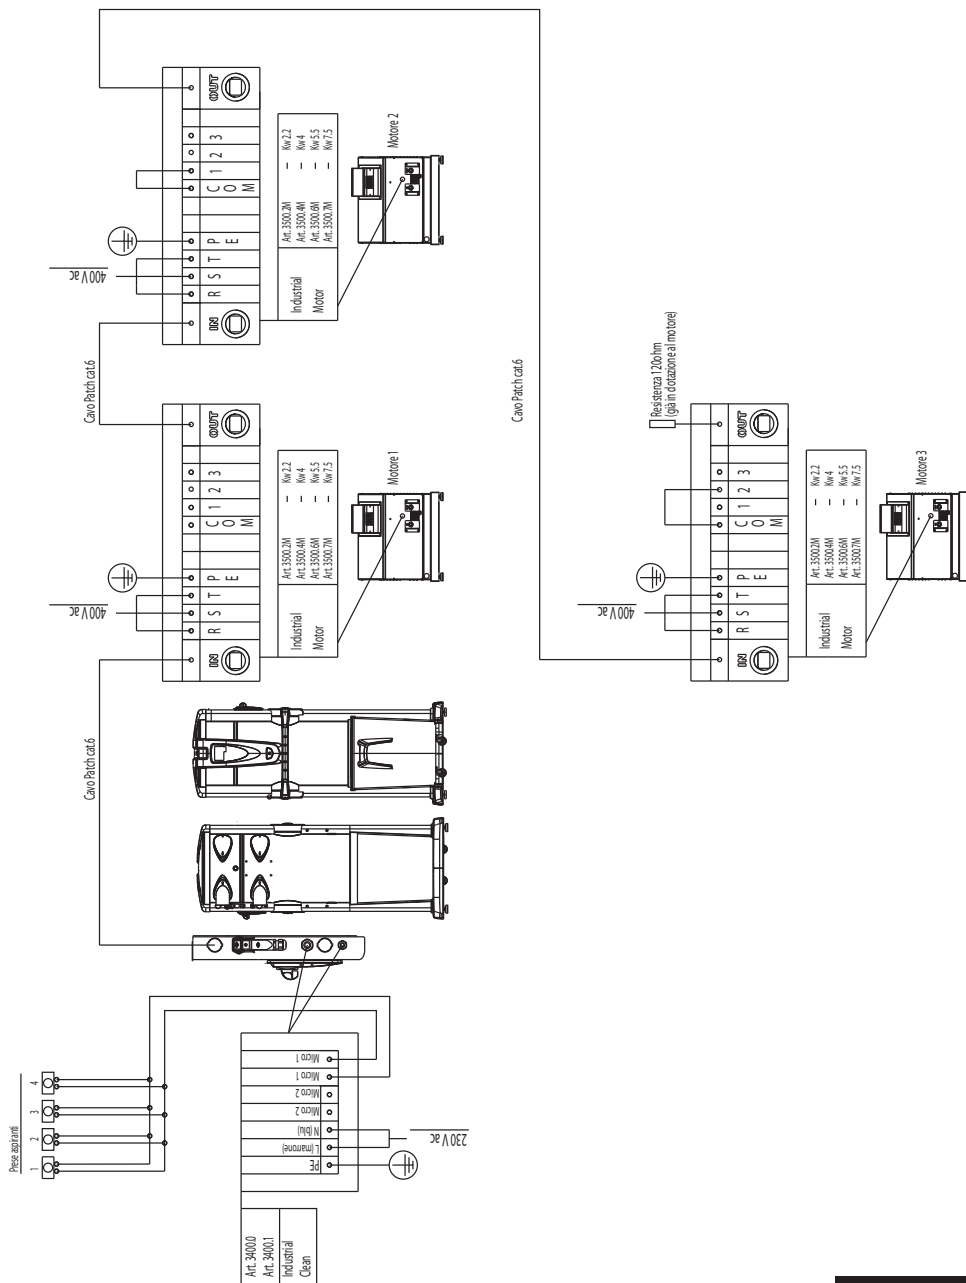 Prese aspiranti
1
2
3
4
Art. 3400.0
Art. 3400.1
Industrial
Clean
PE
L (marrone)
N (blu)
Micro 2
Micro 2
Micro 1
Micro 1
230 V ac
Cavo Patch cat.6
IN
R
S
T
P E
C O M
1
2
3
OUT
400 V ac
Industrial
Motor
Art. 3500.2M – Kw 2.2
Art. 3500.4M – Kw 4
Art. 3500.6M – Kw 5.5
Art. 3500.7M – Kw 7.5
Motore 1
Cavo Patch cat.6
IN
R
S
T
P E
C O M
1
2
3
OUT
400 V ac
Industrial
Motor
Art. 3500.2M – Kw 2.2
Art. 3500.4M – Kw 4
Art. 3500.6M – Kw 5.5
Art. 3500.7M – Kw 7.5
Motore 2
Cavo Patch cat.6
IN
R
S
T
P E
C O M
1
2
3
OUT
400 V ac
Resistenza 120ohm
(già in dotazione al motore)
Industrial
Motor
Art. 3500.2M – Kw 2.2
Art. 3500.4M – Kw 4
Art. 3500.6M – Kw 5.5
Art. 3500.7M – Kw 7.5
Motore 3